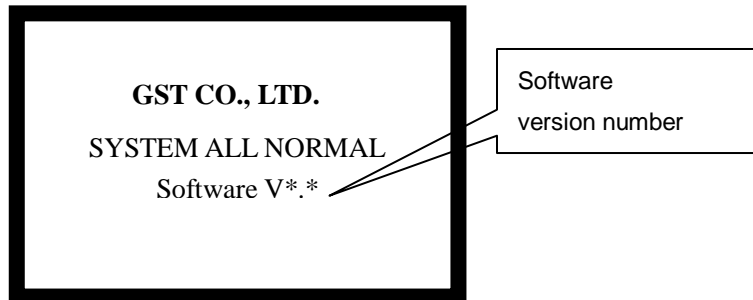 GST CO., LTD.
SYSTEM ALL NORMAL
Software V*.*
Software
version number